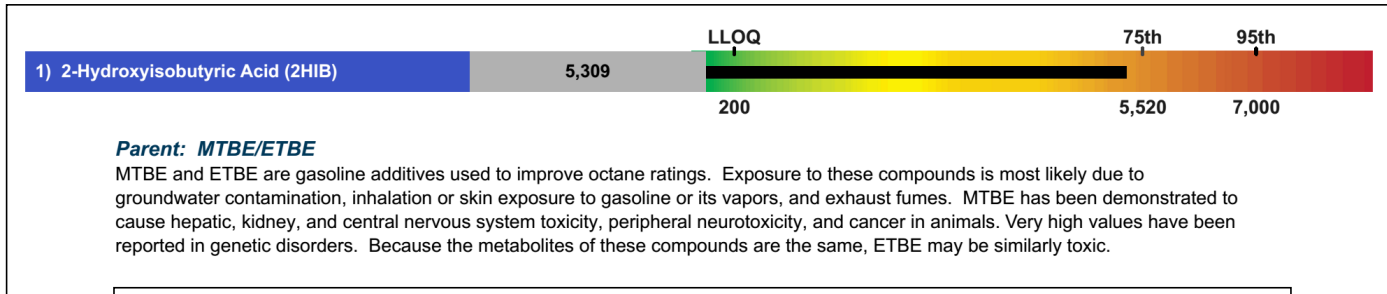 LLOQ 75th 95th
1) 2-Hydroxyisobutyric Acid (2HIB) 5,309
200 5,520 7,000
Parent: MTBE/ETBE
MTBE and ETBE are gasoline additives used to improve octane ratings. Exposure to these compounds is most likely due to
groundwater contamination, inhalation or skin exposure to gasoline or its vapors, and exhaust fumes. MTBE has been demonstrated to
cause hepatic, kidney, and central nervous system toxicity, peripheral neurotoxicity, and cancer in animals. Very high values have been
reported in genetic disorders. Because the metabolites of these compounds are the same, ETBE may be similarly toxic.